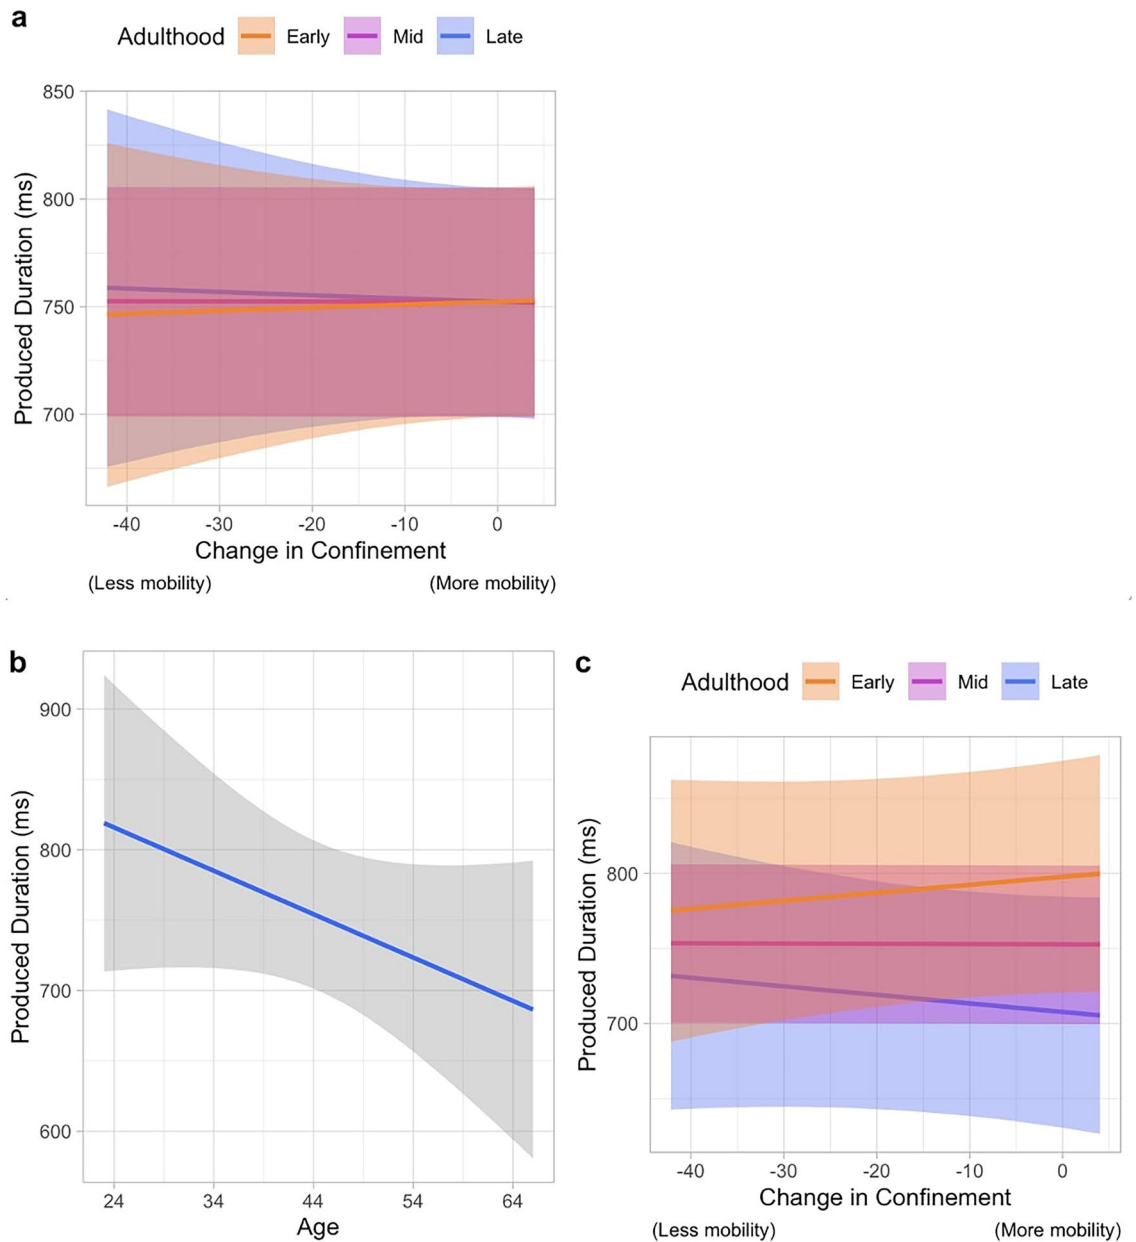 a
Adulthood Early Mid Late
850
800
750
700
Produced Duration (ms)
-40 -30 -20 -10 0
Change in Confinement
(Less mobility) (More mobility)
b
900
800
700
600
Produced Duration (ms)
24 34 44 54 64
Age
c
Adulthood Early Mid Late
800
700
Produced Duration (ms)
-40 -30 -20 -10 0
Change in Confinement
(Less mobility) (More mobility)